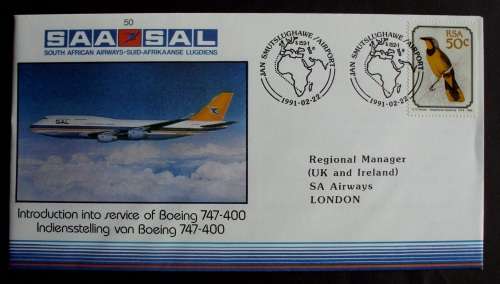 50
SAA SAL
SOUTH AFRICAN AIRWAYS-SUID-AFRIKAANSE LUGDIENS
JAN SMUTSLUGHAWE/AIRPORT
1891
1991-02-22
JAN SMUTSLUGHAWE/AIRPORT
1891
1991-02-22
RSA
50c
SAL
Regional Manager
(UK and Ireland)
SA Airways
LONDON
Introduction into service of Boeing 747-400
Indiensstelling van Boeing 747-400